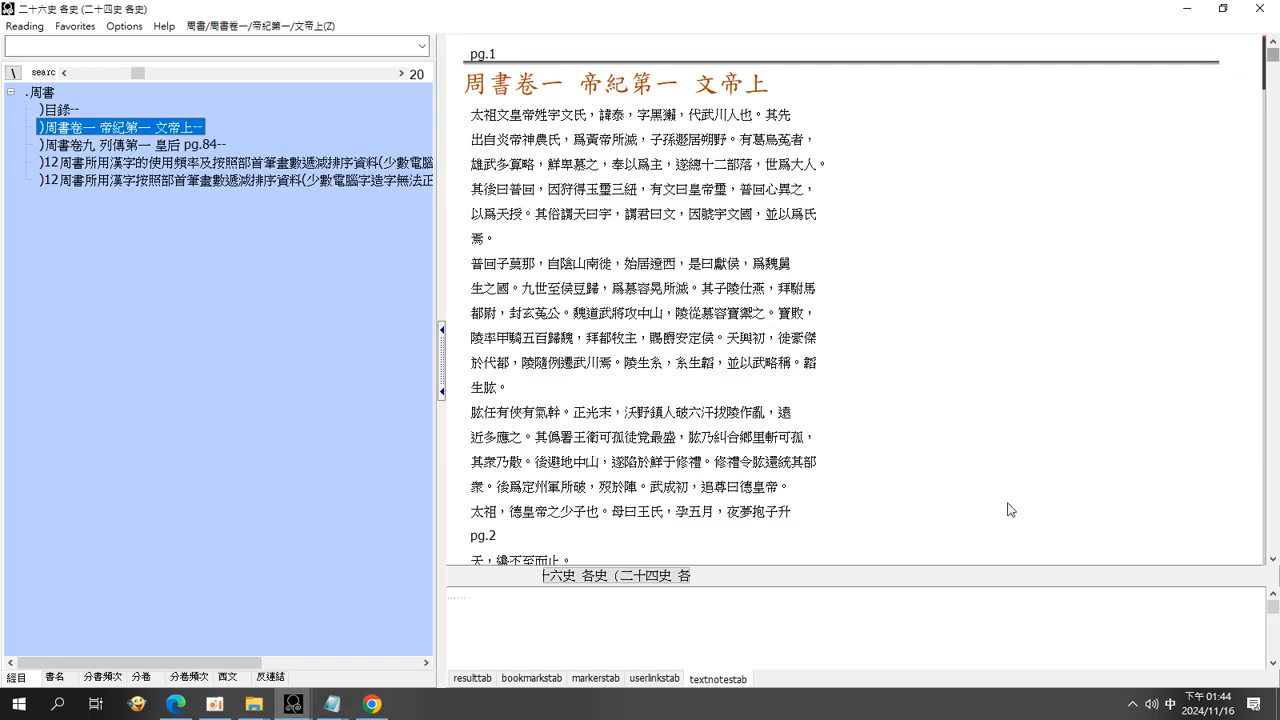 二十六史 各史 (二十四史 各史)
Reading Favorites Options Help 周書/周書卷一/帝紀第一/文帝上(Z)
\ searc 20
.周書
)目錄--
)周書卷一 帝紀第一 文帝上--
)周書卷九 列傳第一 皇后 pg.84--
)12周書所用漢字的使用頻率及按照部首筆畫數遞減排序資料(少數電腦
)12周書所用漢字按照部首筆畫數遞減排序資料(少數電腦字造字無法正
經目 書名 分書頻次 分卷 分卷頻次 西文 反連結
pg.1
周書卷一 帝紀第一 文帝上
太祖文皇帝姓宇文氏，諱泰，字黑獺，代武川人也。其先
出自炎帝神農氏，爲黃帝所滅，子孫遯居朔野。有葛烏菟者，
雄武多算略，鮮卑慕之，奉以爲主，遂總十二部落，世爲大人。
其後曰普回，因狩得玉璽三紐，有文曰皇帝璽，普回心異之，
以爲天授。其俗謂天曰宇，謂君曰文，因號宇文國，並以爲氏
焉。
普回子莫那，自陰山南徙，始居遼西，是曰獻侯，爲魏舅
生之國。九世至侯豆歸，爲慕容晃所滅。其子陵仕燕，拜駙馬
都尉，封玄菟公。魏道武將攻中山，陵從慕容寶禦之。寶敗，
陵率甲騎五百歸魏，拜都牧主，賜爵安定侯。天興初，徙豪傑
於代都，陵隨例遷武川焉。陵生系，系生韜，並以武略稱。韜
生肱。
肱任有俠有氣幹。正光末，沃野鎮人破六汗拔陵作亂，遠
近多應之。其僞署王衛可孤徒党最盛，肱乃糾合鄉里斬可孤，
其衆乃散。後避地中山，遂陷於鮮于修禮。修禮令肱還統其部
衆。後爲定州軍所破，歿於陣。武成初，追尊曰德皇帝。
太祖，德皇帝之少子也。母曰王氏，孕五月，夜夢抱子升
pg.2
天，纔不至而止。
十六史 各史 (二十四史 各
......
resulttab bookmarkstab markerstab userlinkstab textnotestab
中 下午 01:44
2024/11/16